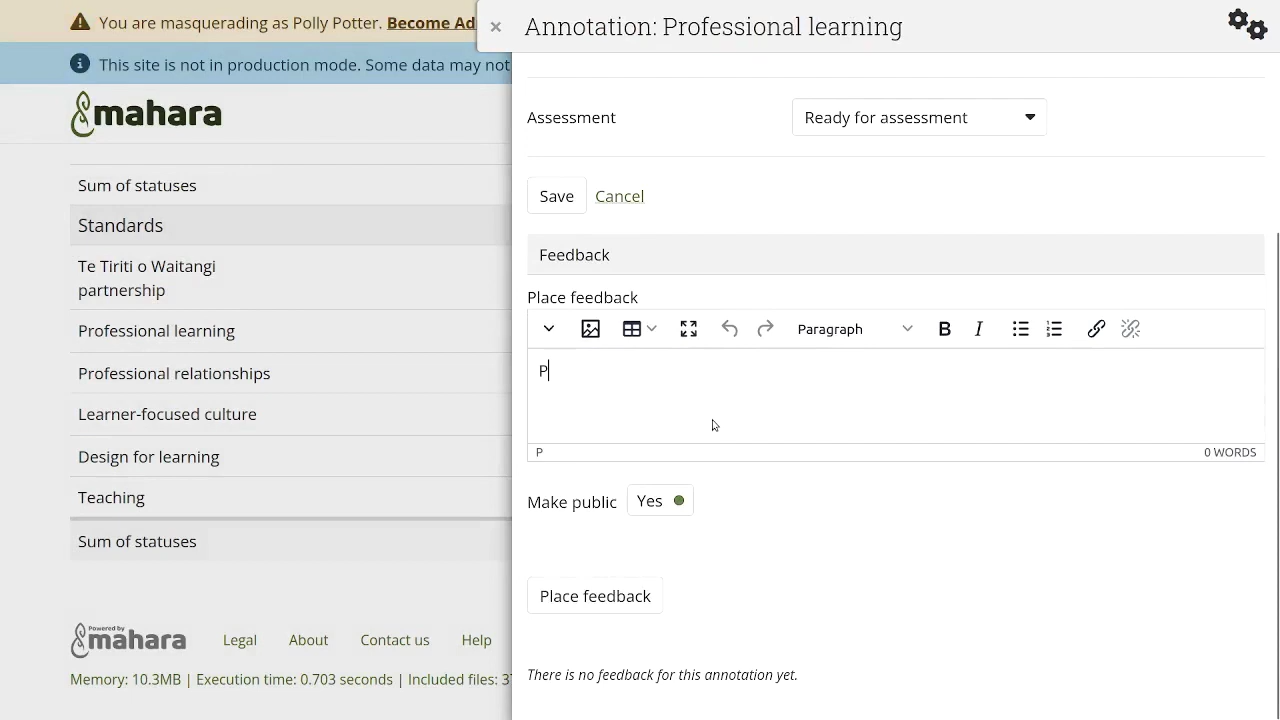 You are masquerading as Polly Potter. Become Ad
This site is not in production mode. Some data may not
mahara
Sum of statuses
Standards
Te Tiriti o Waitangi
partnership
Professional learning
Professional relationships
Learner-focused culture
Design for learning
Teaching
Sum of statuses
Powered by
mahara
Legal About Contact us Help
Memory: 10.3MB | Execution time: 0.703 seconds | Included files: 37
Annotation: Professional learning
Assessment Ready for assessment
Save Cancel
Feedback
Place feedback
Paragraph B I
P
P 0 WORDS
Make public Yes
Place feedback
There is no feedback for this annotation yet.